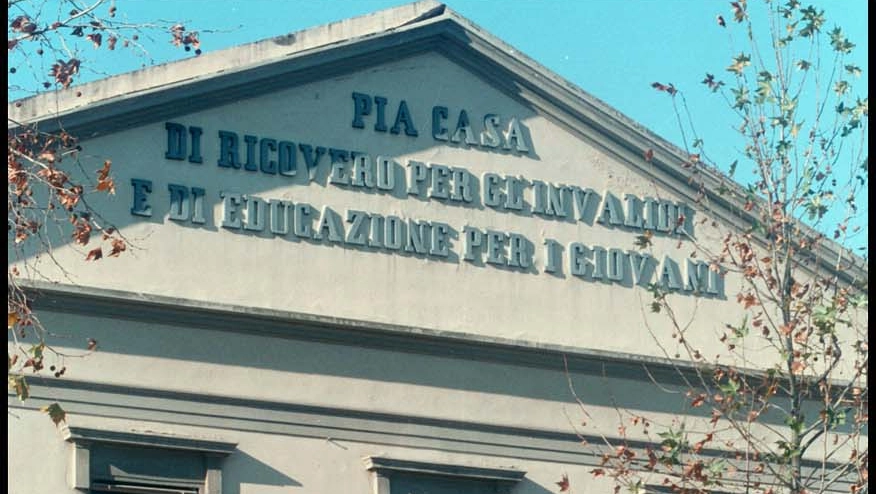 PIA CASA
DI RICOVERO PER GL'INVALIDI
E DI EDUCAZIONE PER I GIOVANI